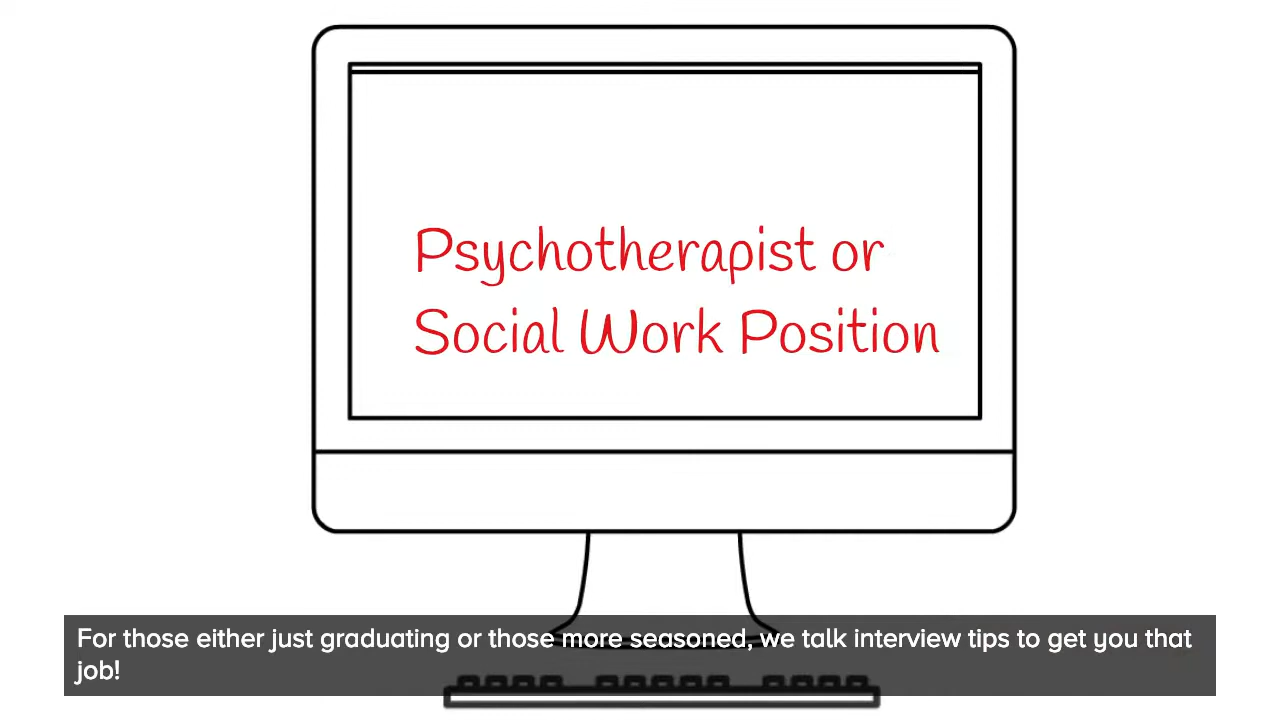 Psychotherapist or
Social Work Position
For those either just graduating or those more seasoned, we talk interview tips to get you that
job!